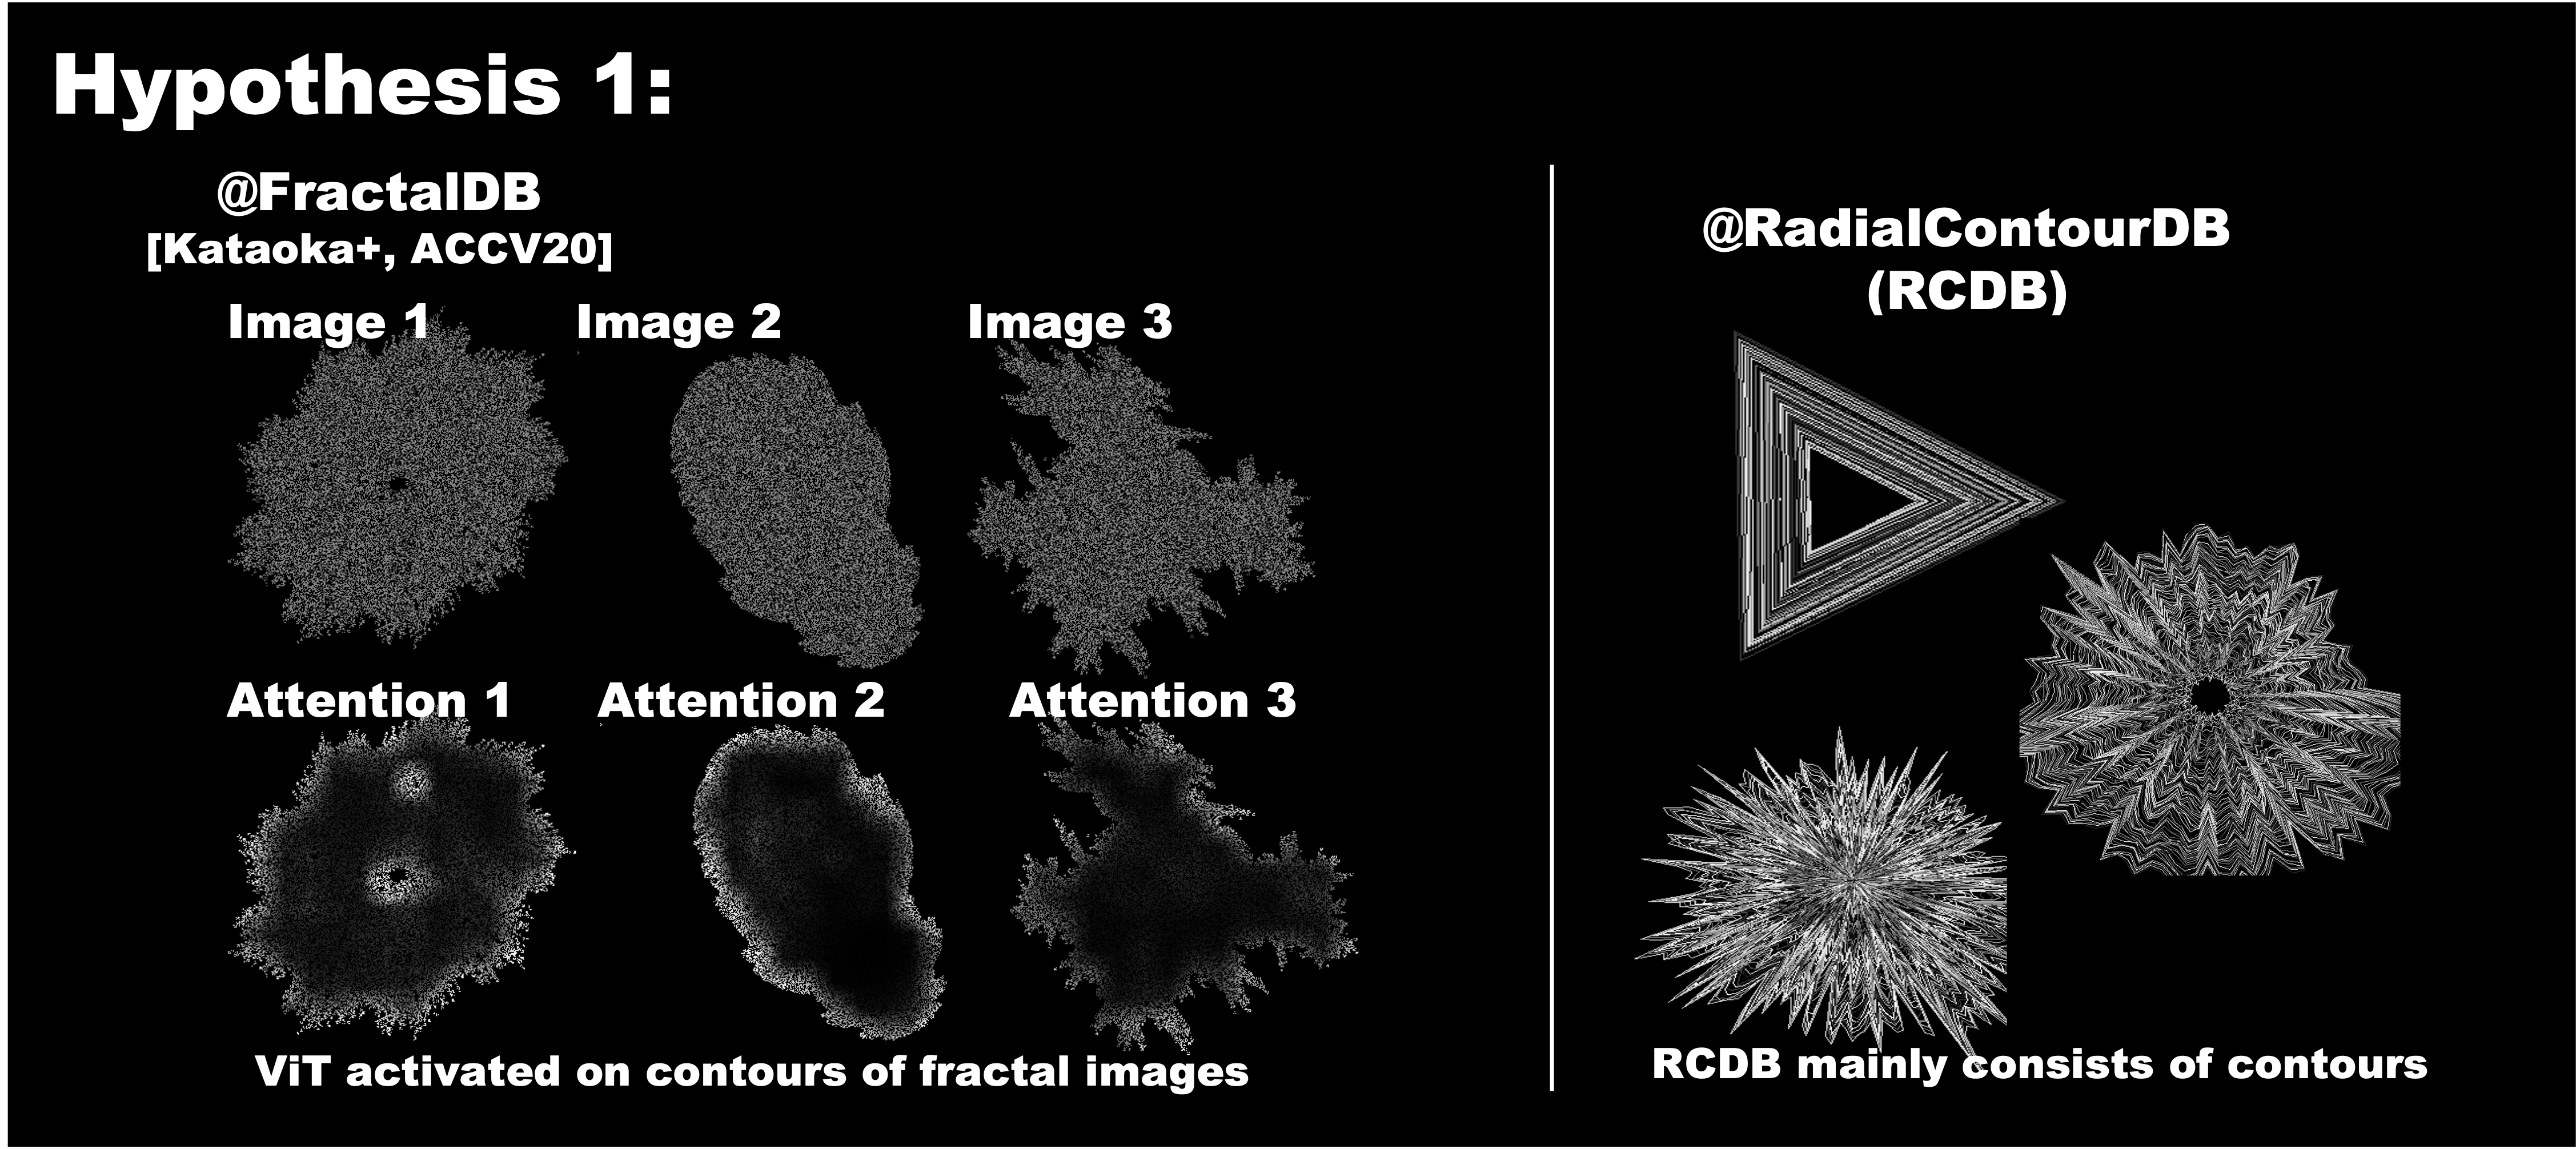 Hypothesis 1:
@FractalDB
[Kataoka+, ACCV20]
Image 1
Image 2
Image 3
Attention 1
Attention 2
Attention 3
ViT activated on contours of fractal images
@RadialContourDB
(RCDB)
RCDB mainly consists of contours